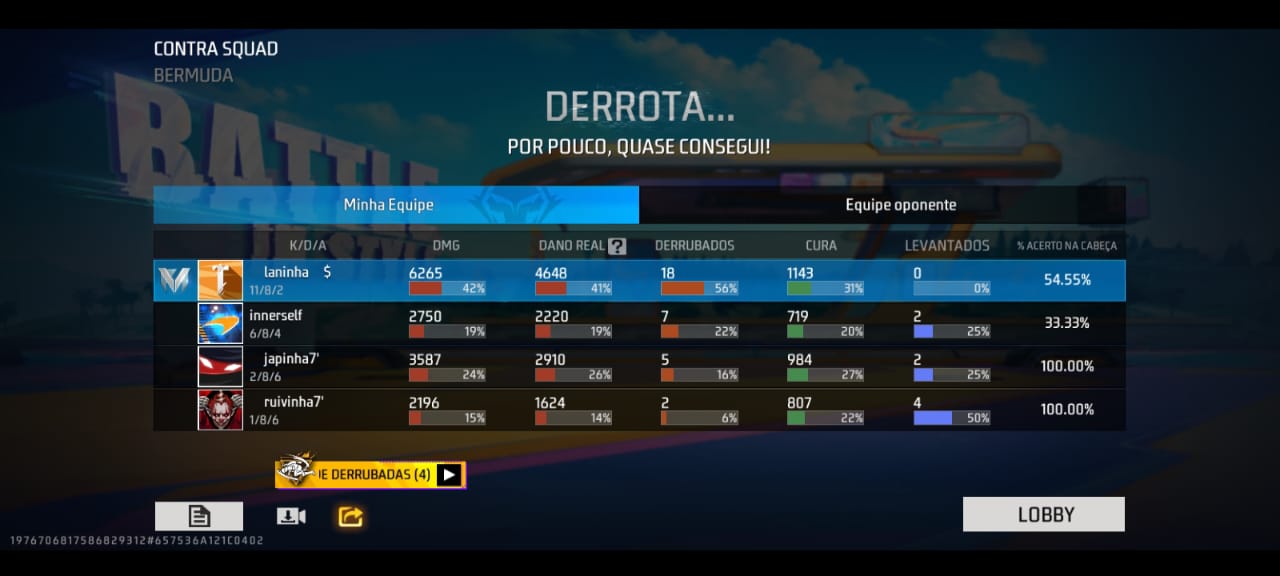 CONTRA SQUAD
BERMUDA
BATTLE
IN STYLE
DERROTA...
POR POUCO, QUASE CONSEGUI!
Minha Equipe Equipe oponente
K/D/A DMG DANO REAL ? DERRUBADOS CURA LEVANTADOS % ACERTO NA CABEÇA
laninha $ 6265 4648 18 1143 0 54.55%
11/8/2 42% 41% 56% 31% 0%
innerself 2750 2220 7 719 2 33.33%
6/8/4 19% 19% 22% 20% 25%
japinha7' 3587 2910 5 984 2 100.00%
2/8/6 24% 26% 16% 27% 25%
ruivinha7' 2196 1624 2 807 4 100.00%
1/8/6 15% 14% 6% 22% 50%
E DERRUBADAS (4)
LOBBY
1976706817586829312#657536A121C0402